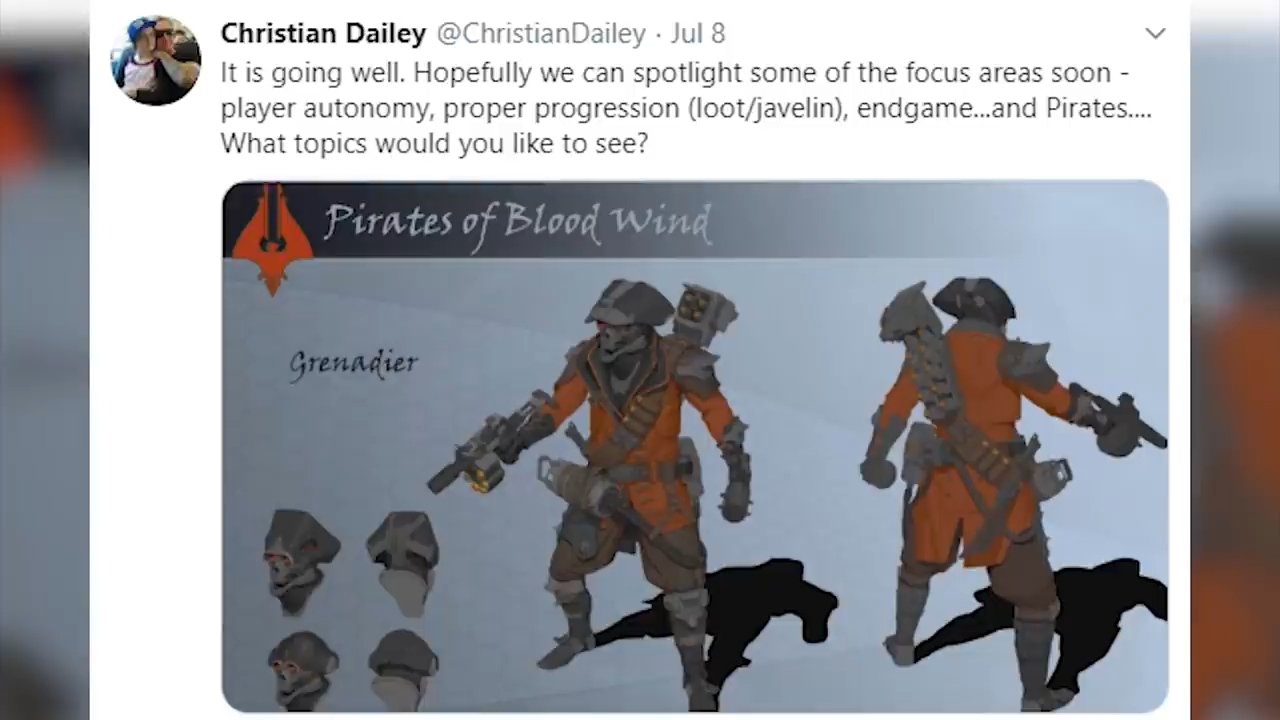 Christian Dailey @ChristianDailey · Jul 8
It is going well. Hopefully we can spotlight some of the focus areas soon -
player autonomy, proper progression (loot/javelin), endgame...and Pirates....
What topics would you like to see?
Pirates of Blood Wind
Grenadier